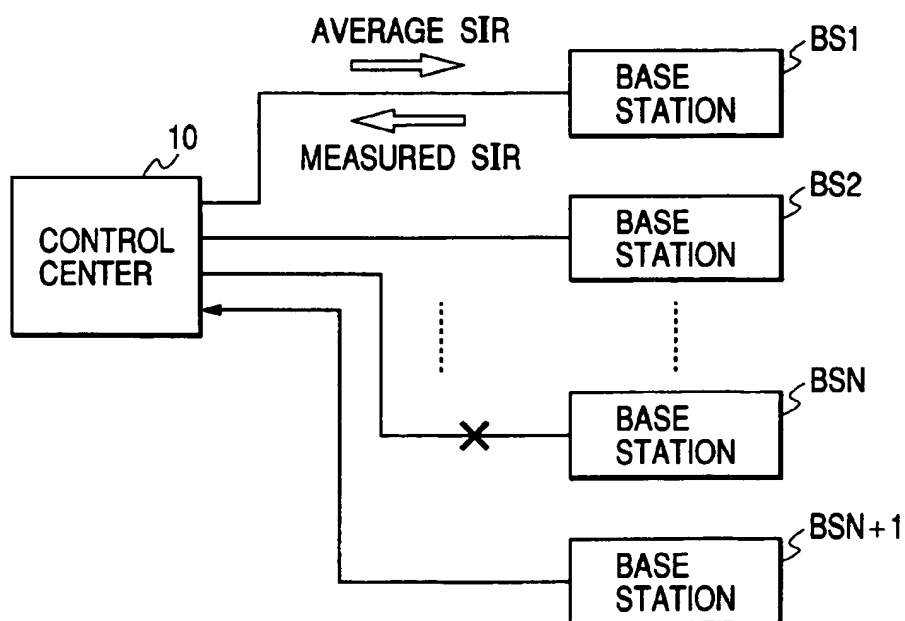 AVERAGE SIR
BS1
BASE
STATION
MEASURED SIR
10
CONTROL
CENTER
BS2
BASE
STATION
BSN
BASE
STATION
BSN+1
BASE
STATION